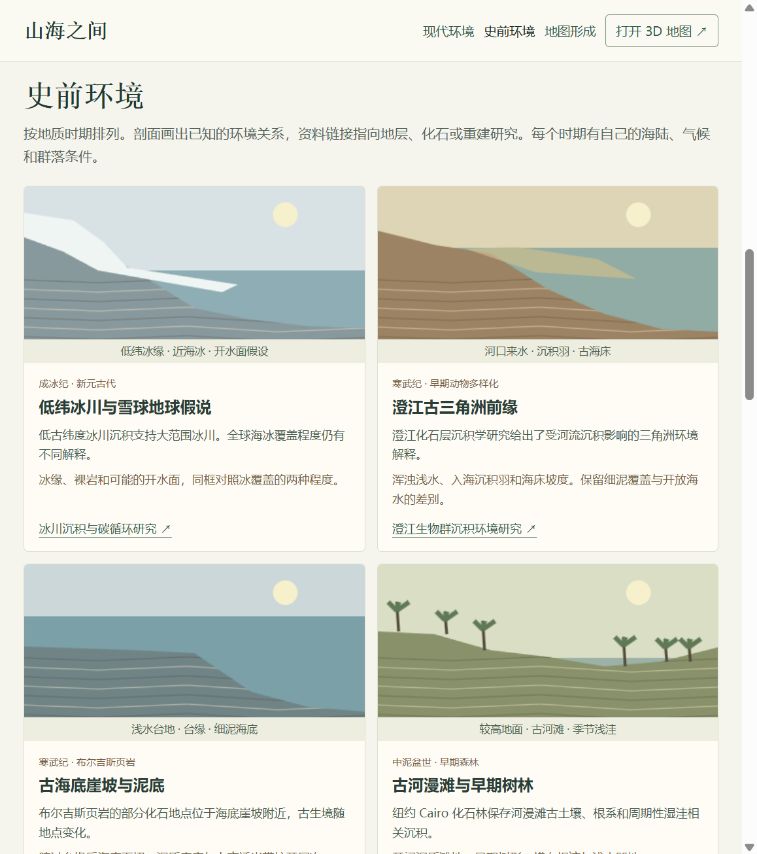 山海之间
现代环境 史前环境 地图形成 打开 3D 地图 ↗
史前环境
按地质时期排列。剖面画出已知的环境关系，资料链接指向地层、化石或重建研究。每个时期有自己的海陆、气候
和群落条件。
低纬冰缘 · 近海冰 · 开水面假设
成冰纪 · 新元古代
低纬冰川与雪球地球假说
低古纬度冰川沉积支持大范围冰川。全球海冰覆盖程度仍有
不同解释。
冰缘、裸岩和可能的开水面，同框对照冰覆盖的两种程度。
冰川沉积与碳循环研究 ↗
河口来水 · 沉积羽 · 古海床
寒武纪 · 早期动物多样化
澄江古三角洲前缘
澄江化石层沉积学研究给出了受河流沉积影响的三角洲环境
解释。
浑浊浅水、入海沉积羽和海床坡度。保留细泥覆盖与开放海
水的差别。
澄江生物群沉积环境研究 ↗
浅水台地 · 台缘 · 细泥海底
寒武纪 · 布尔吉斯页岩
古海底崖坡与泥底
布尔吉斯页岩的部分化石地点位于海底崖坡附近，古生境随
地点变化。
较高地面 · 古河滩 · 季节浅洼
中泥盆世 · 早期森林
古河漫滩与早期树林
纽约 Cairo 化石林保存河漫滩古土壤、根系和周期性湿洼相
关沉积。